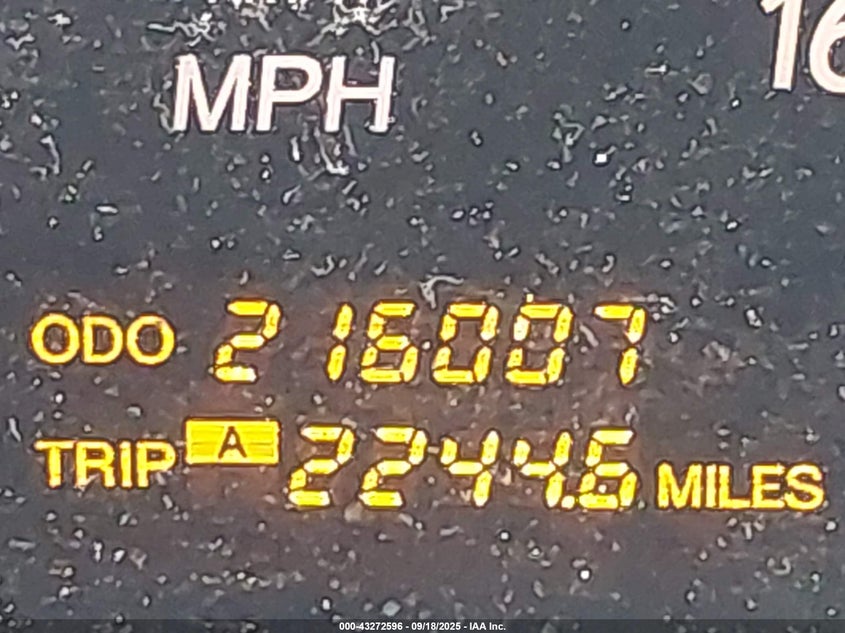 MPH
16
ODO 216007
TRIP A 2244.6 MILES
000-43272596 - 09/18/2025 - IAA Inc.